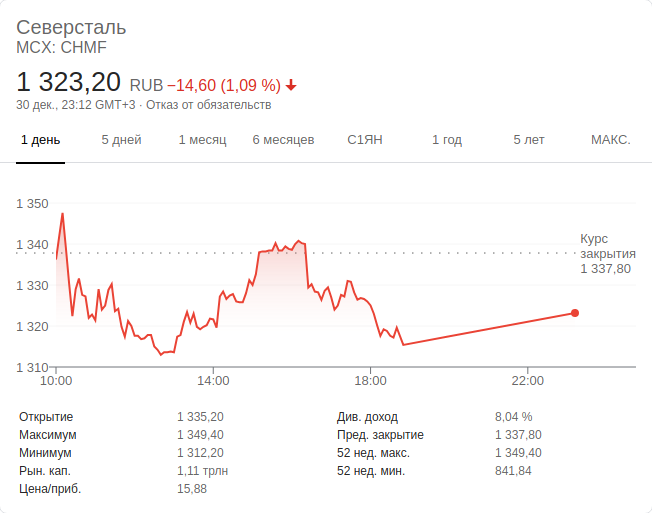 Северсталь
MCX: CHMF
1 323,20 RUB −14,60 (1,09 %)
30 дек., 23:12 GMT+3 · Отказ от обязательств
1 день 5 дней 1 месяц 6 месяцев С1ЯН 1 год 5 лет МАКС.
1 350
1 340
1 330
1 320
1 310
Курс
закрытия
1 337,80
10:00 14:00 18:00 22:00
Открытие 1 335,20
Максимум 1 349,40
Минимум 1 312,20
Рын. кап. 1,11 трлн
Цена/приб. 15,88
Див. доход 8,04 %
Пред. закрытие 1 337,80
52 нед. макс. 1 349,40
52 нед. мин. 841,84